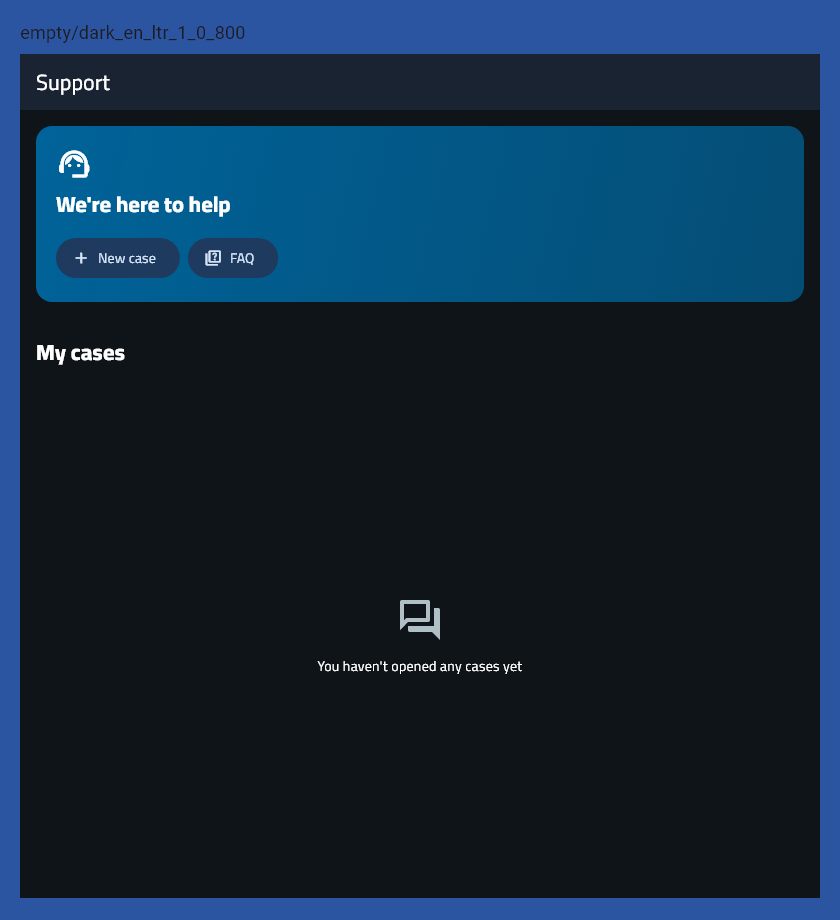 empty/dark_en_ltr_1_0_800
Support
We're here to help
New case
FAQ
My cases
You haven't opened any cases yet